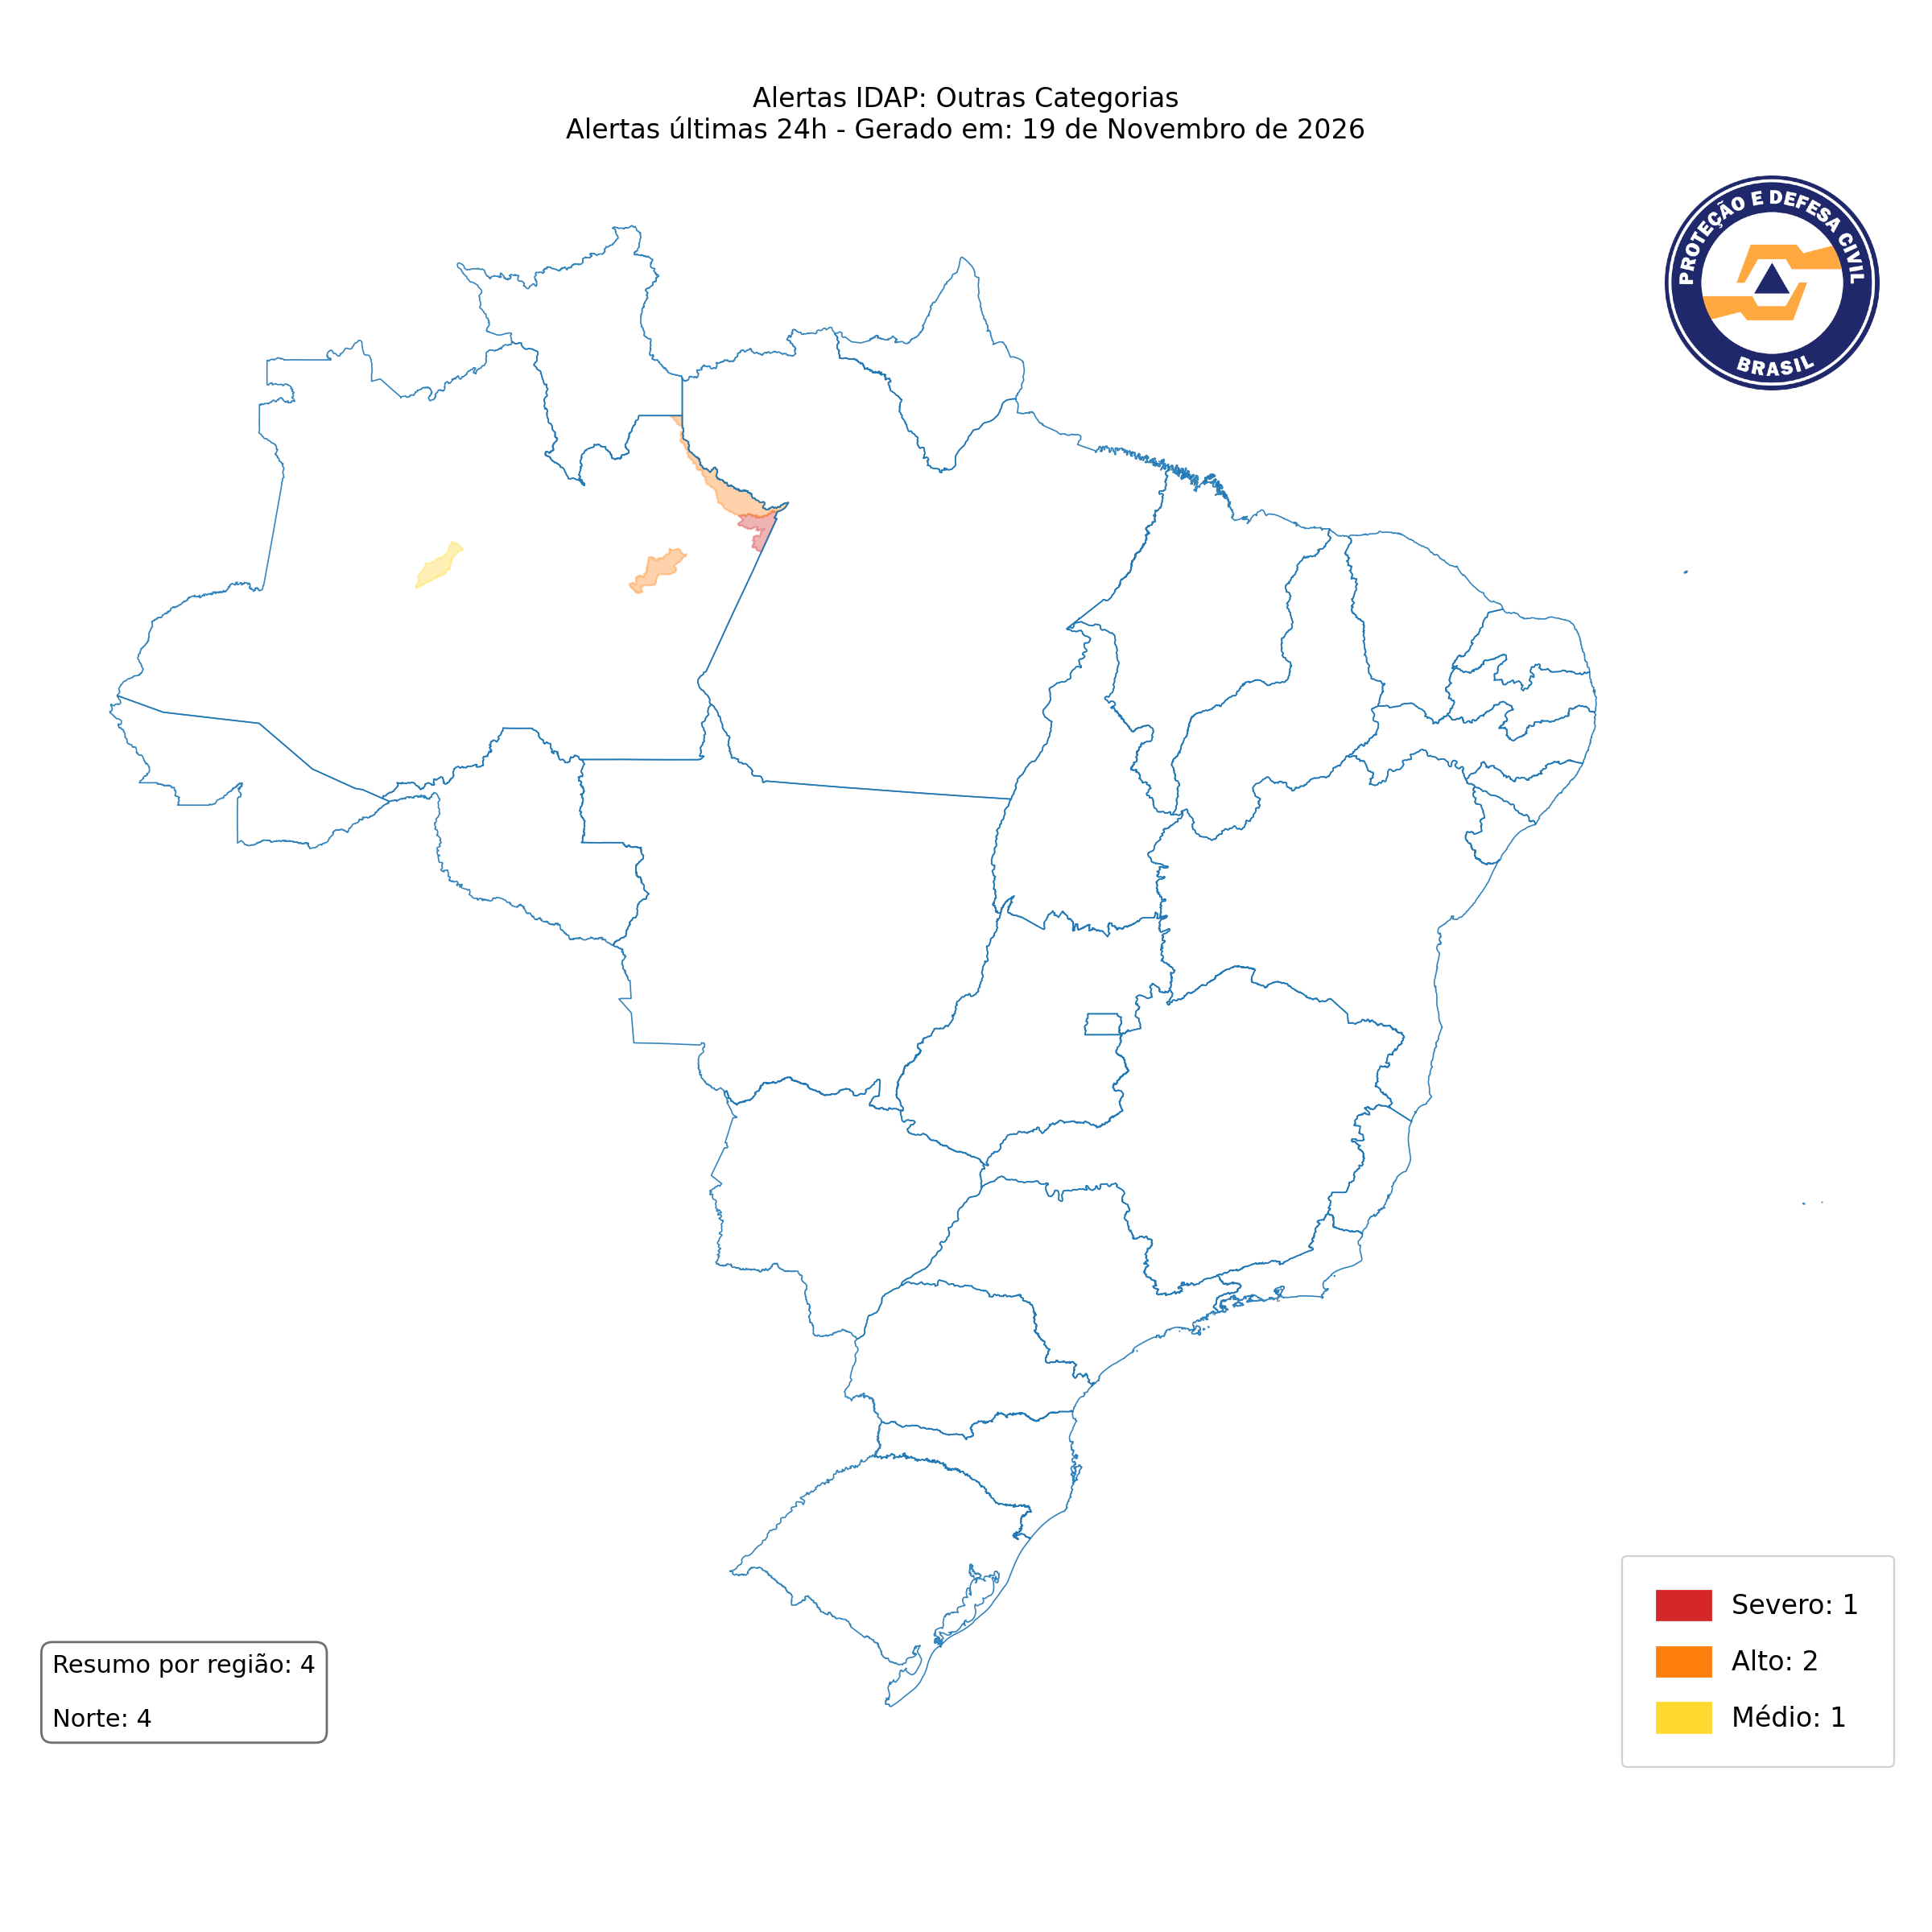 Alertas IDAP: Outras Categorias
Alertas últimas 24h - Gerado em: 19 de Novembro de 2026
PROTEÇÃO E DEFESA CIVIL
BRASIL
Severo: 1
Alto: 2
Médio: 1
Resumo por região: 4
Norte: 4